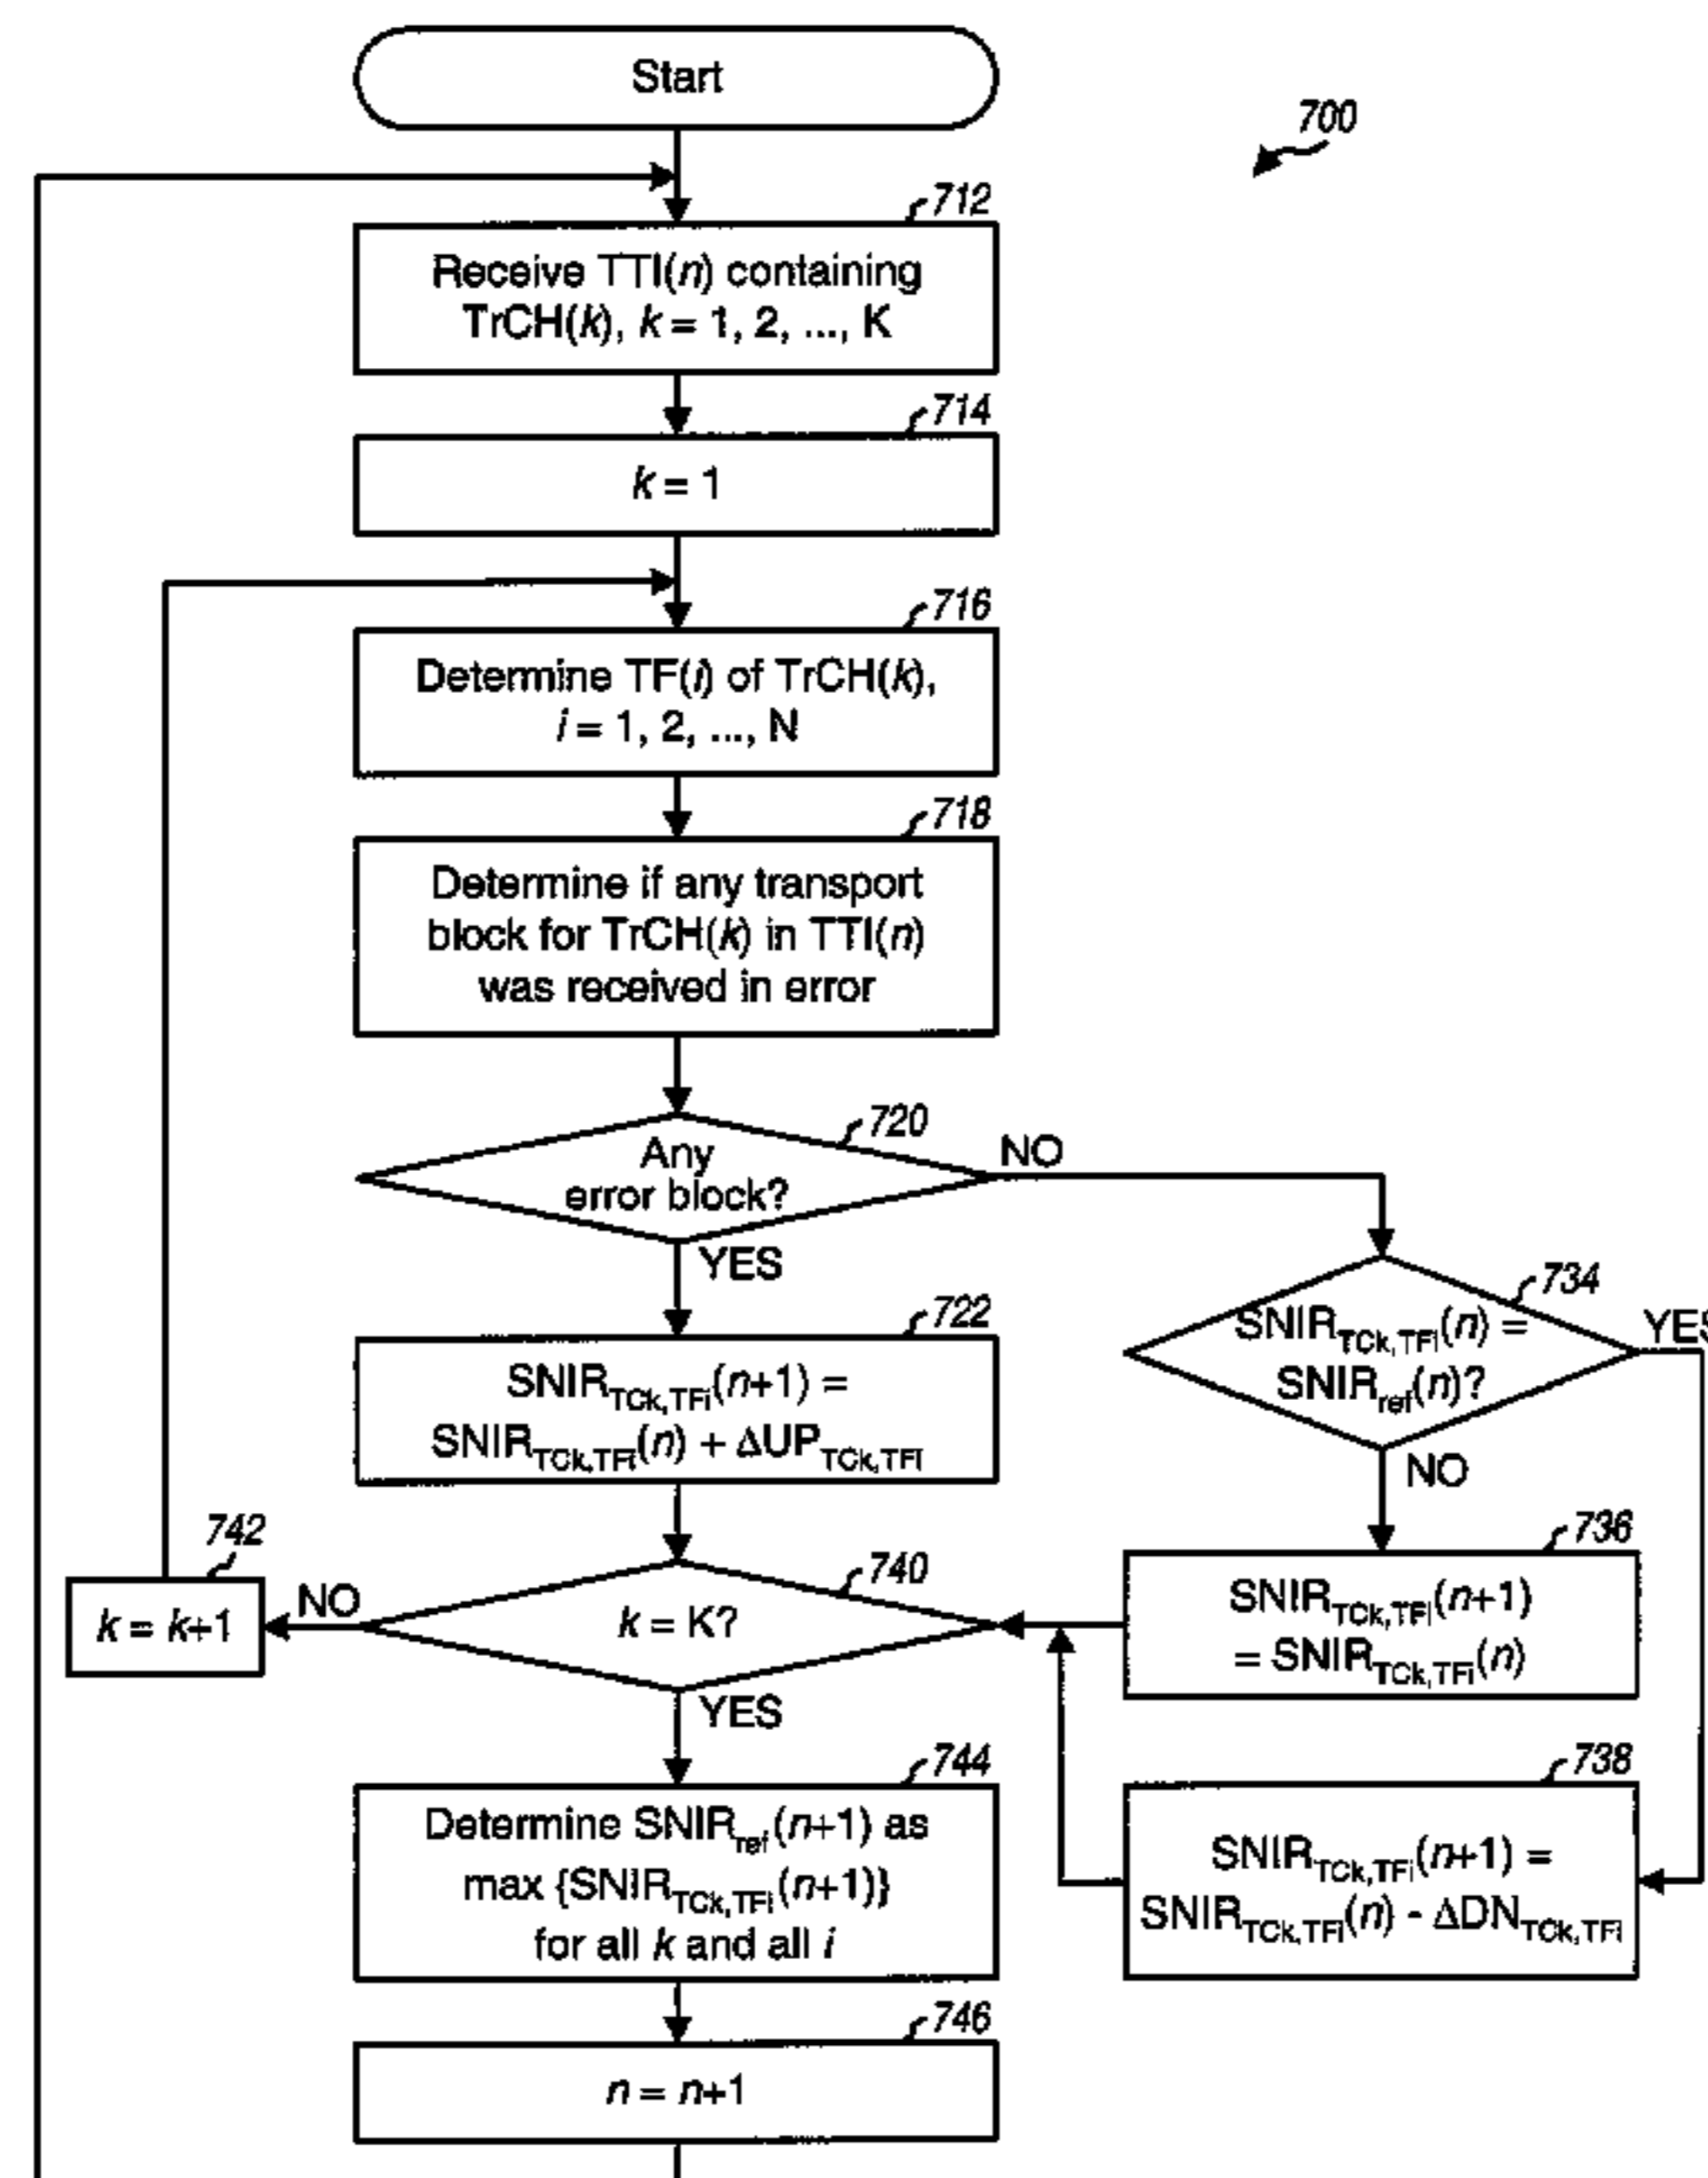 Start
700
712
Receive TTI(n) containing
TrCH(k), k = 1, 2, ..., K
714
k = 1
716
Determine TF(i) of TrCH(k),
i = 1, 2, ..., N
718
Determine if any transport
block for TrCH(k) in TTI(n)
was received in error
720
Any
error block?
NO
YES
734
SNIR_TCk,TFi(n) =
SNIR_ref(n)?
YES
NO
722
SNIR_TCk,TFi(n+1) =
SNIR_TCk,TFi(n) + ΔUP_TCk,TFi
736
SNIR_TCk,TFi(n+1)
= SNIR_TCk,TFi(n)
742
k = k+1
NO
740
k = K?
YES
738
SNIR_TCk,TFi(n+1) =
SNIR_TCk,TFi(n) - ΔDN_TCk,TFi
744
Determine SNIR_ref(n+1) as
max {SNIR_TCk,TFi(n+1)}
for all k and all i
746
n = n+1